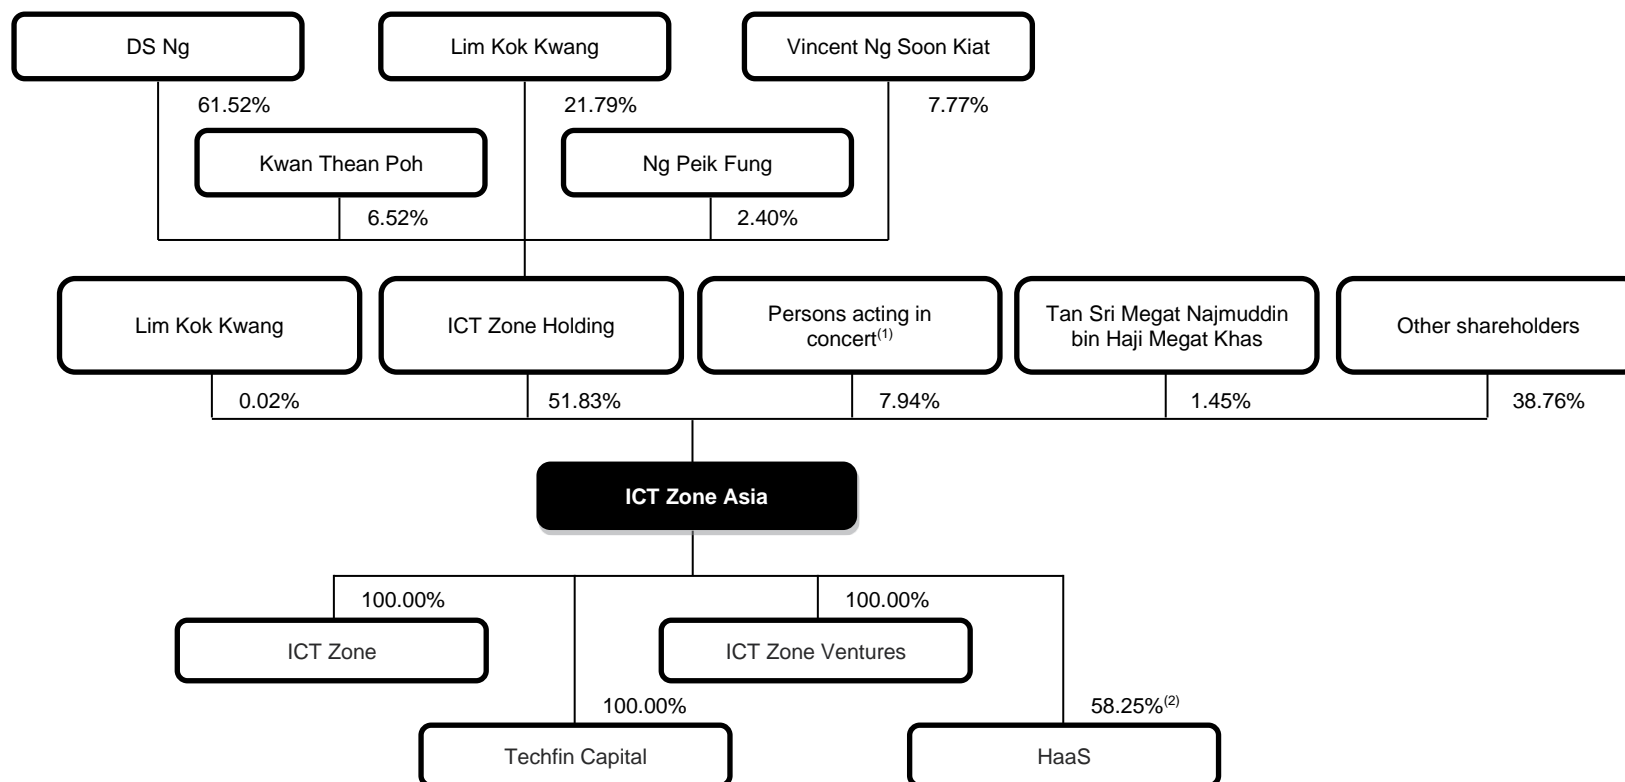 DS Ng
Lim Kok Kwang
Vincent Ng Soon Kiat
61.52%
21.79%
7.77%
Kwan Thean Poh
Ng Peik Fung
6.52%
2.40%
Lim Kok Kwang
ICT Zone Holding
Persons acting in
concert(1)
Tan Sri Megat Najmuddin
bin Haji Megat Khas
Other shareholders
0.02%
51.83%
7.94%
1.45%
38.76%
ICT Zone Asia
100.00%
100.00%
ICT Zone
ICT Zone Ventures
100.00%
58.25%(2)
Techfin Capital
HaaS